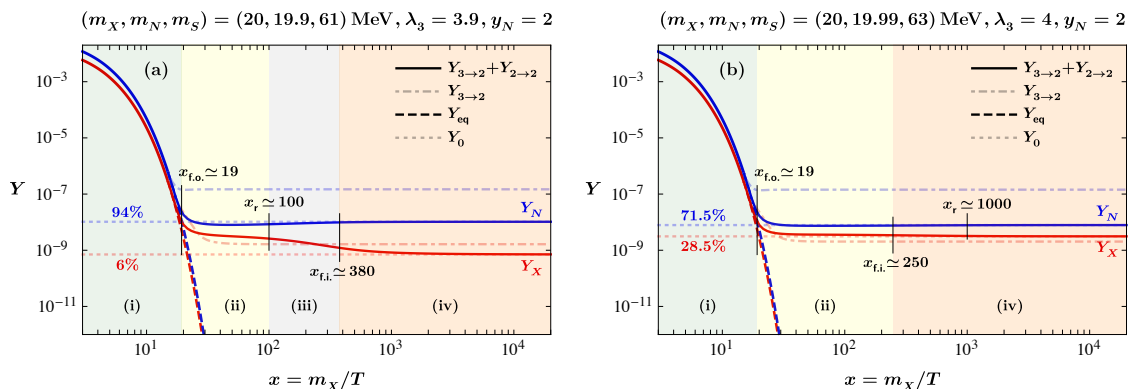 (m_X, m_N, m_S) = (20, 19.9, 61) MeV, λ_3 = 3.9, y_N = 2
(a)
Y_{3→2}+Y_{2→2}
Y_{3→2}
Y_eq
Y_0
x_{f.o.} ≃ 19
x_r ≃ 100
94%
Y_N
6%
x_{f.i.} ≃ 380
Y_X
(i)
(ii)
(iii)
(iv)
Y
10^{-3}
10^{-5}
10^{-7}
10^{-9}
10^{-11}
10^1
10^2
10^3
10^4
x = m_X/T
(m_X, m_N, m_S) = (20, 19.99, 63) MeV, λ_3 = 4, y_N = 2
(b)
Y_{3→2}+Y_{2→2}
Y_{3→2}
Y_eq
Y_0
x_{f.o.} ≃ 19
x_r ≃ 1000
71.5%
Y_N
28.5%
x_{f.i.} ≃ 250
Y_X
(i)
(ii)
(iv)
Y
10^{-3}
10^{-5}
10^{-7}
10^{-9}
10^{-11}
10^1
10^2
10^3
10^4
x = m_X/T